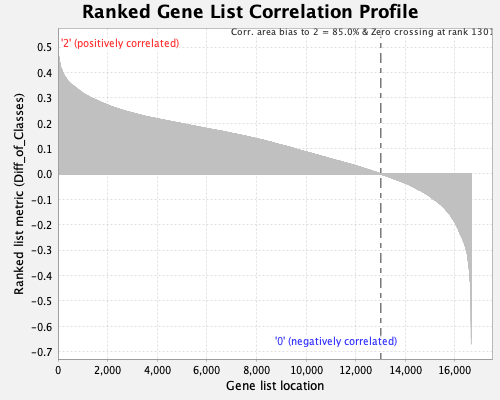 Ranked Gene List Correlation Profile
Corr. area bias to 2 = 85.0% & Zero crossing at rank 1301
'2' (positively correlated)
0.5
0.4
0.3
0.2
0.1
0.0
-0.1
-0.2
-0.3
-0.4
-0.5
-0.6
-0.7
Ranked list metric (Diff_of_Classes)
'0' (negatively correlated)
0 2,000 4,000 6,000 8,000 10,000 12,000 14,000 16,000
Gene list location